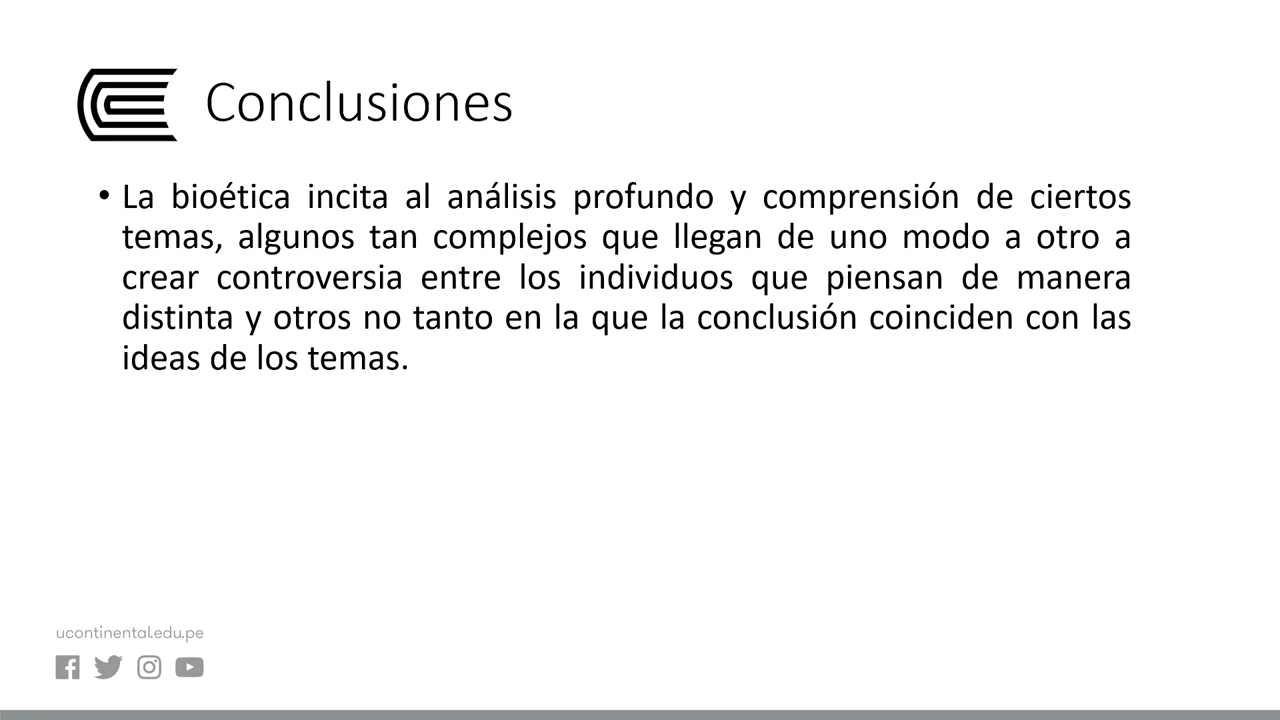 Conclusiones
• La bioética incita al análisis profundo y comprensión de ciertos
temas, algunos tan complejos que llegan de uno modo a otro a
crear controversia entre los individuos que piensan de manera
distinta y otros no tanto en la que la conclusión coinciden con las
ideas de los temas.
ucontinental.edu.pe